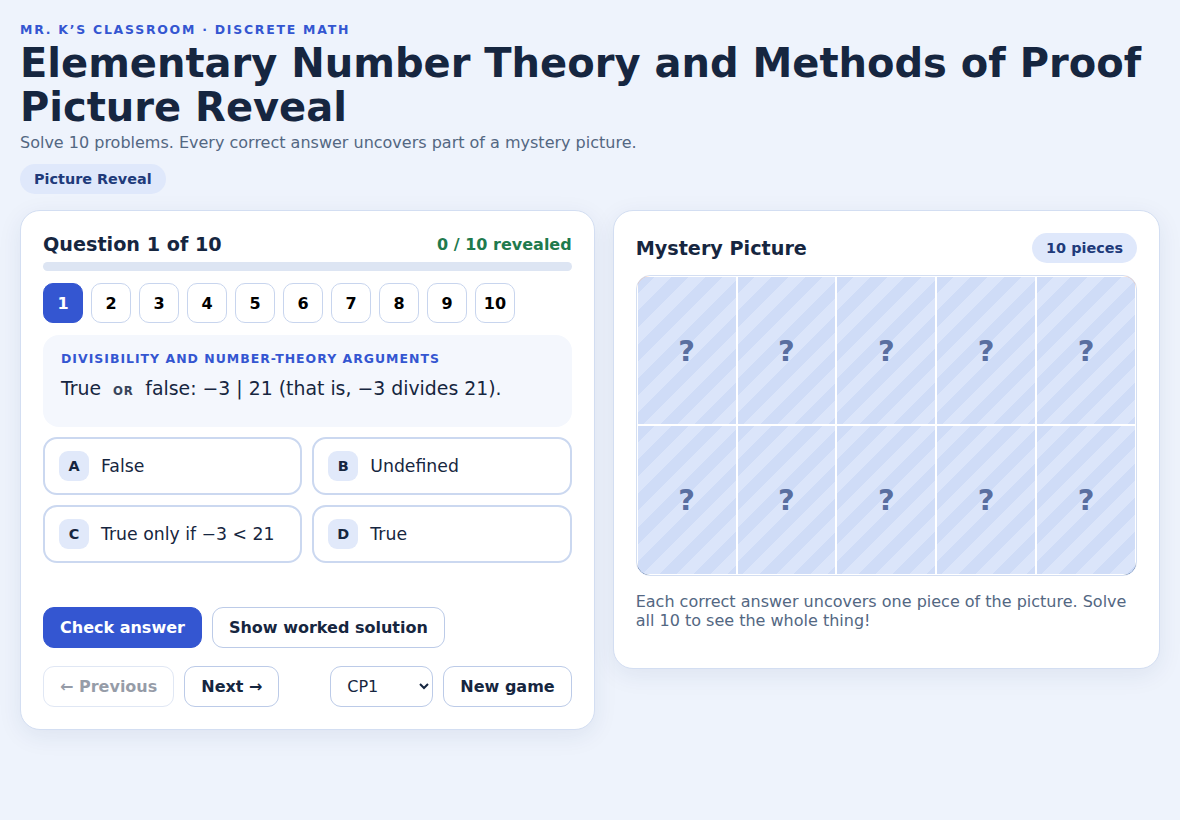 MR. K’S CLASSROOM · DISCRETE MATH
Elementary Number Theory and Methods of Proof
Picture Reveal
Solve 10 problems. Every correct answer uncovers part of a mystery picture.
Picture Reveal
Question 1 of 10
0 / 10 revealed
1 2 3 4 5 6 7 8 9 10
DIVISIBILITY AND NUMBER-THEORY ARGUMENTS
True OR false: −3 | 21 (that is, −3 divides 21).
A False
B Undefined
C True only if −3 < 21
D True
Check answer
Show worked solution
← Previous
Next →
CP1
New game
Mystery Picture
10 pieces
? ? ? ? ?
? ? ? ? ?
Each correct answer uncovers one piece of the picture. Solve
all 10 to see the whole thing!